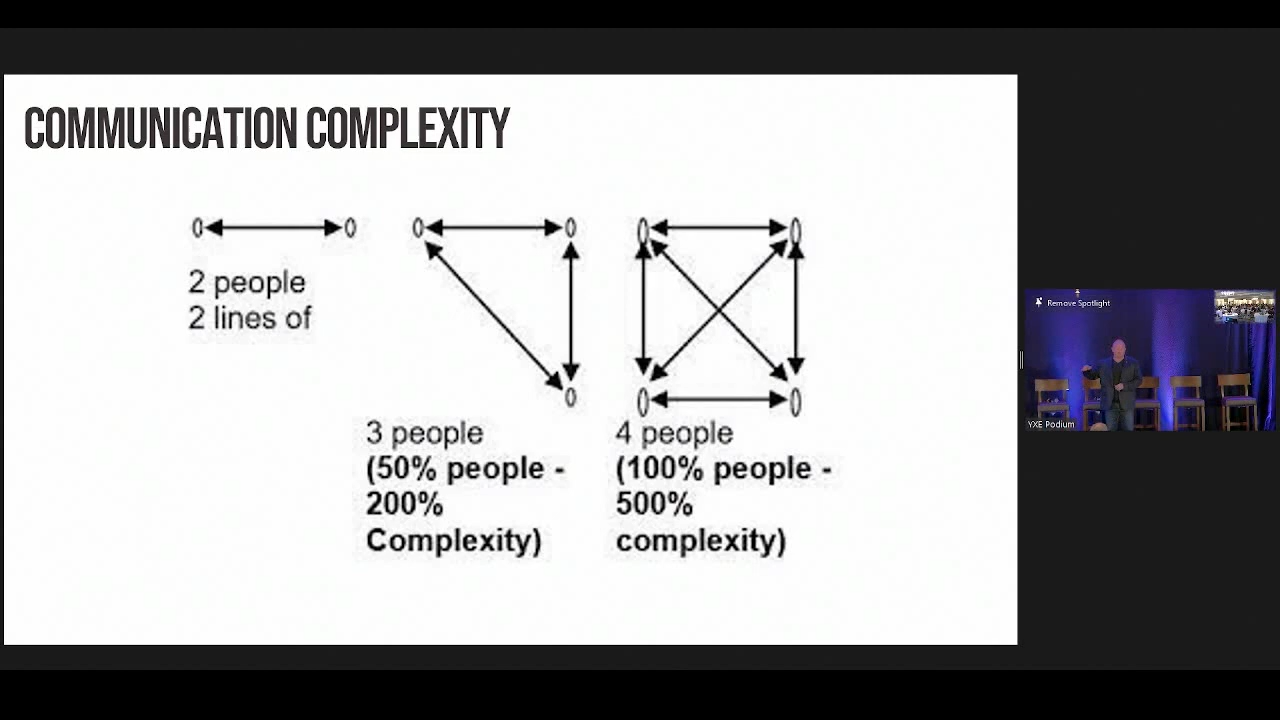 COMMUNICATION COMPLEXITY
2 people
2 lines of
3 people
(50% people -
200%
Complexity)
4 people
(100% people -
500%
complexity)
Remove Spotlight
YXE Podium